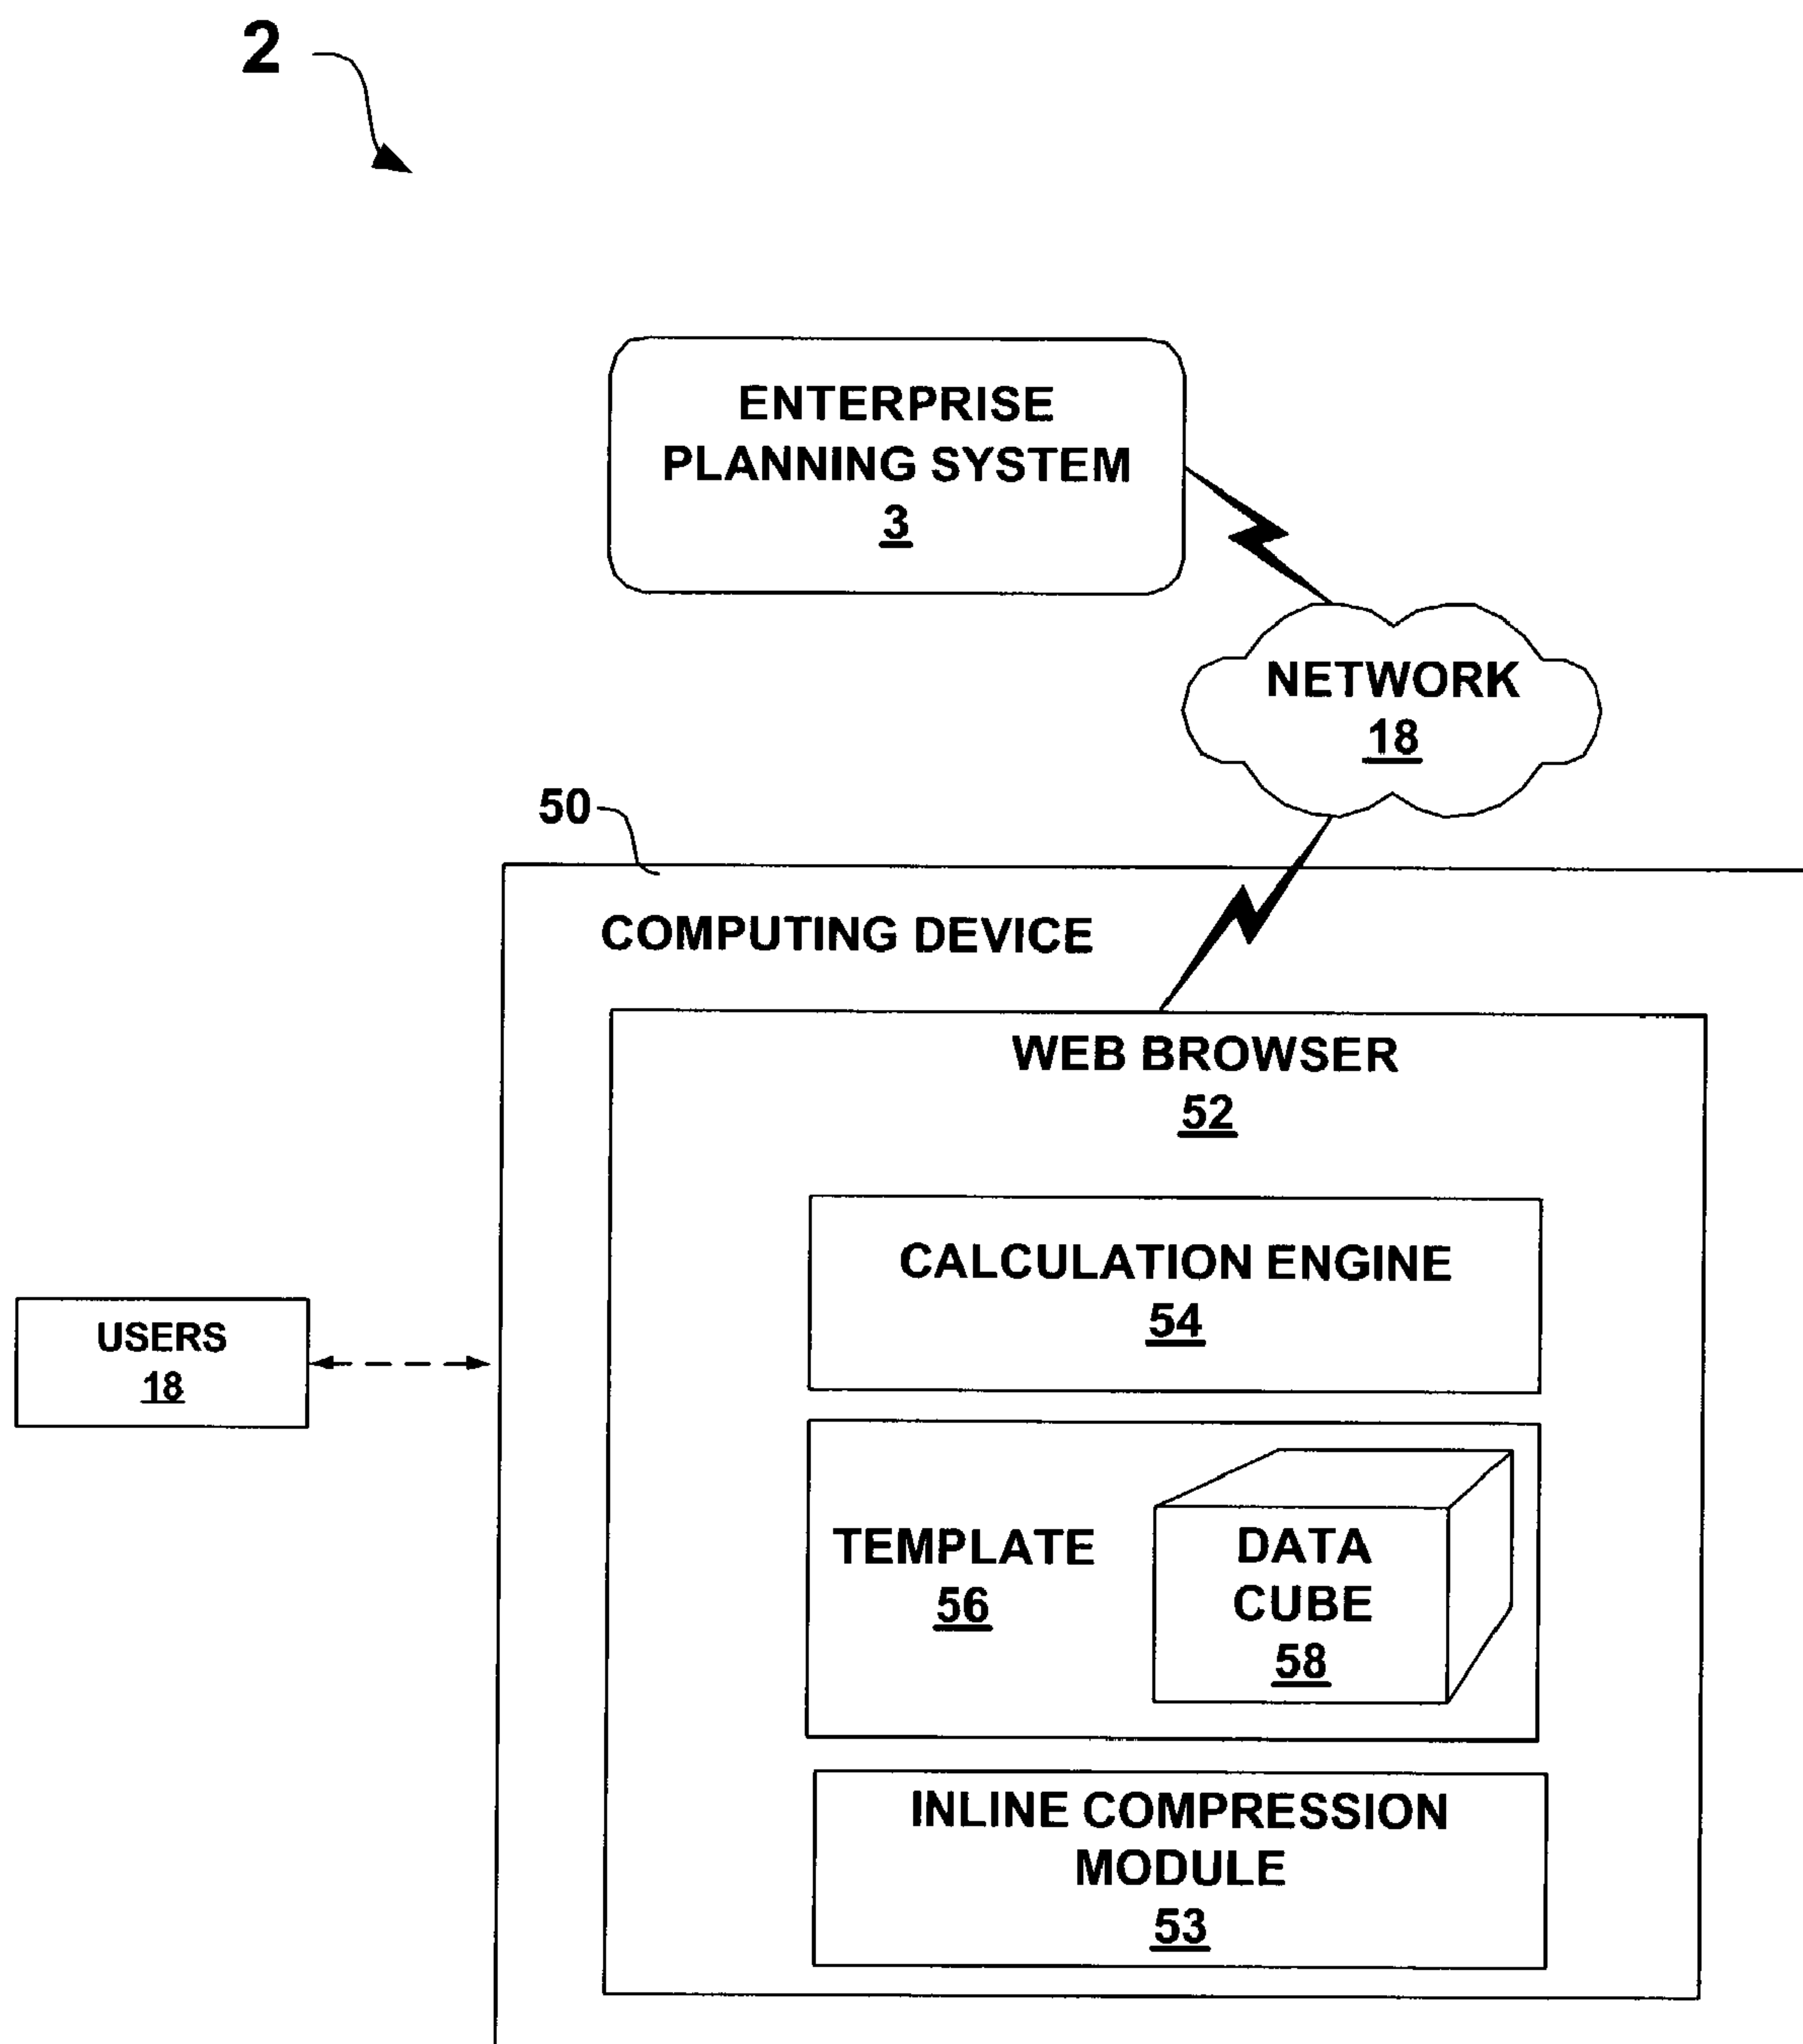 2
ENTERPRISE
PLANNING SYSTEM
3
NETWORK
18
50
COMPUTING DEVICE
WEB BROWSER
52
CALCULATION ENGINE
54
USERS
18
TEMPLATE
56
DATA
CUBE
58
INLINE COMPRESSION
MODULE
53